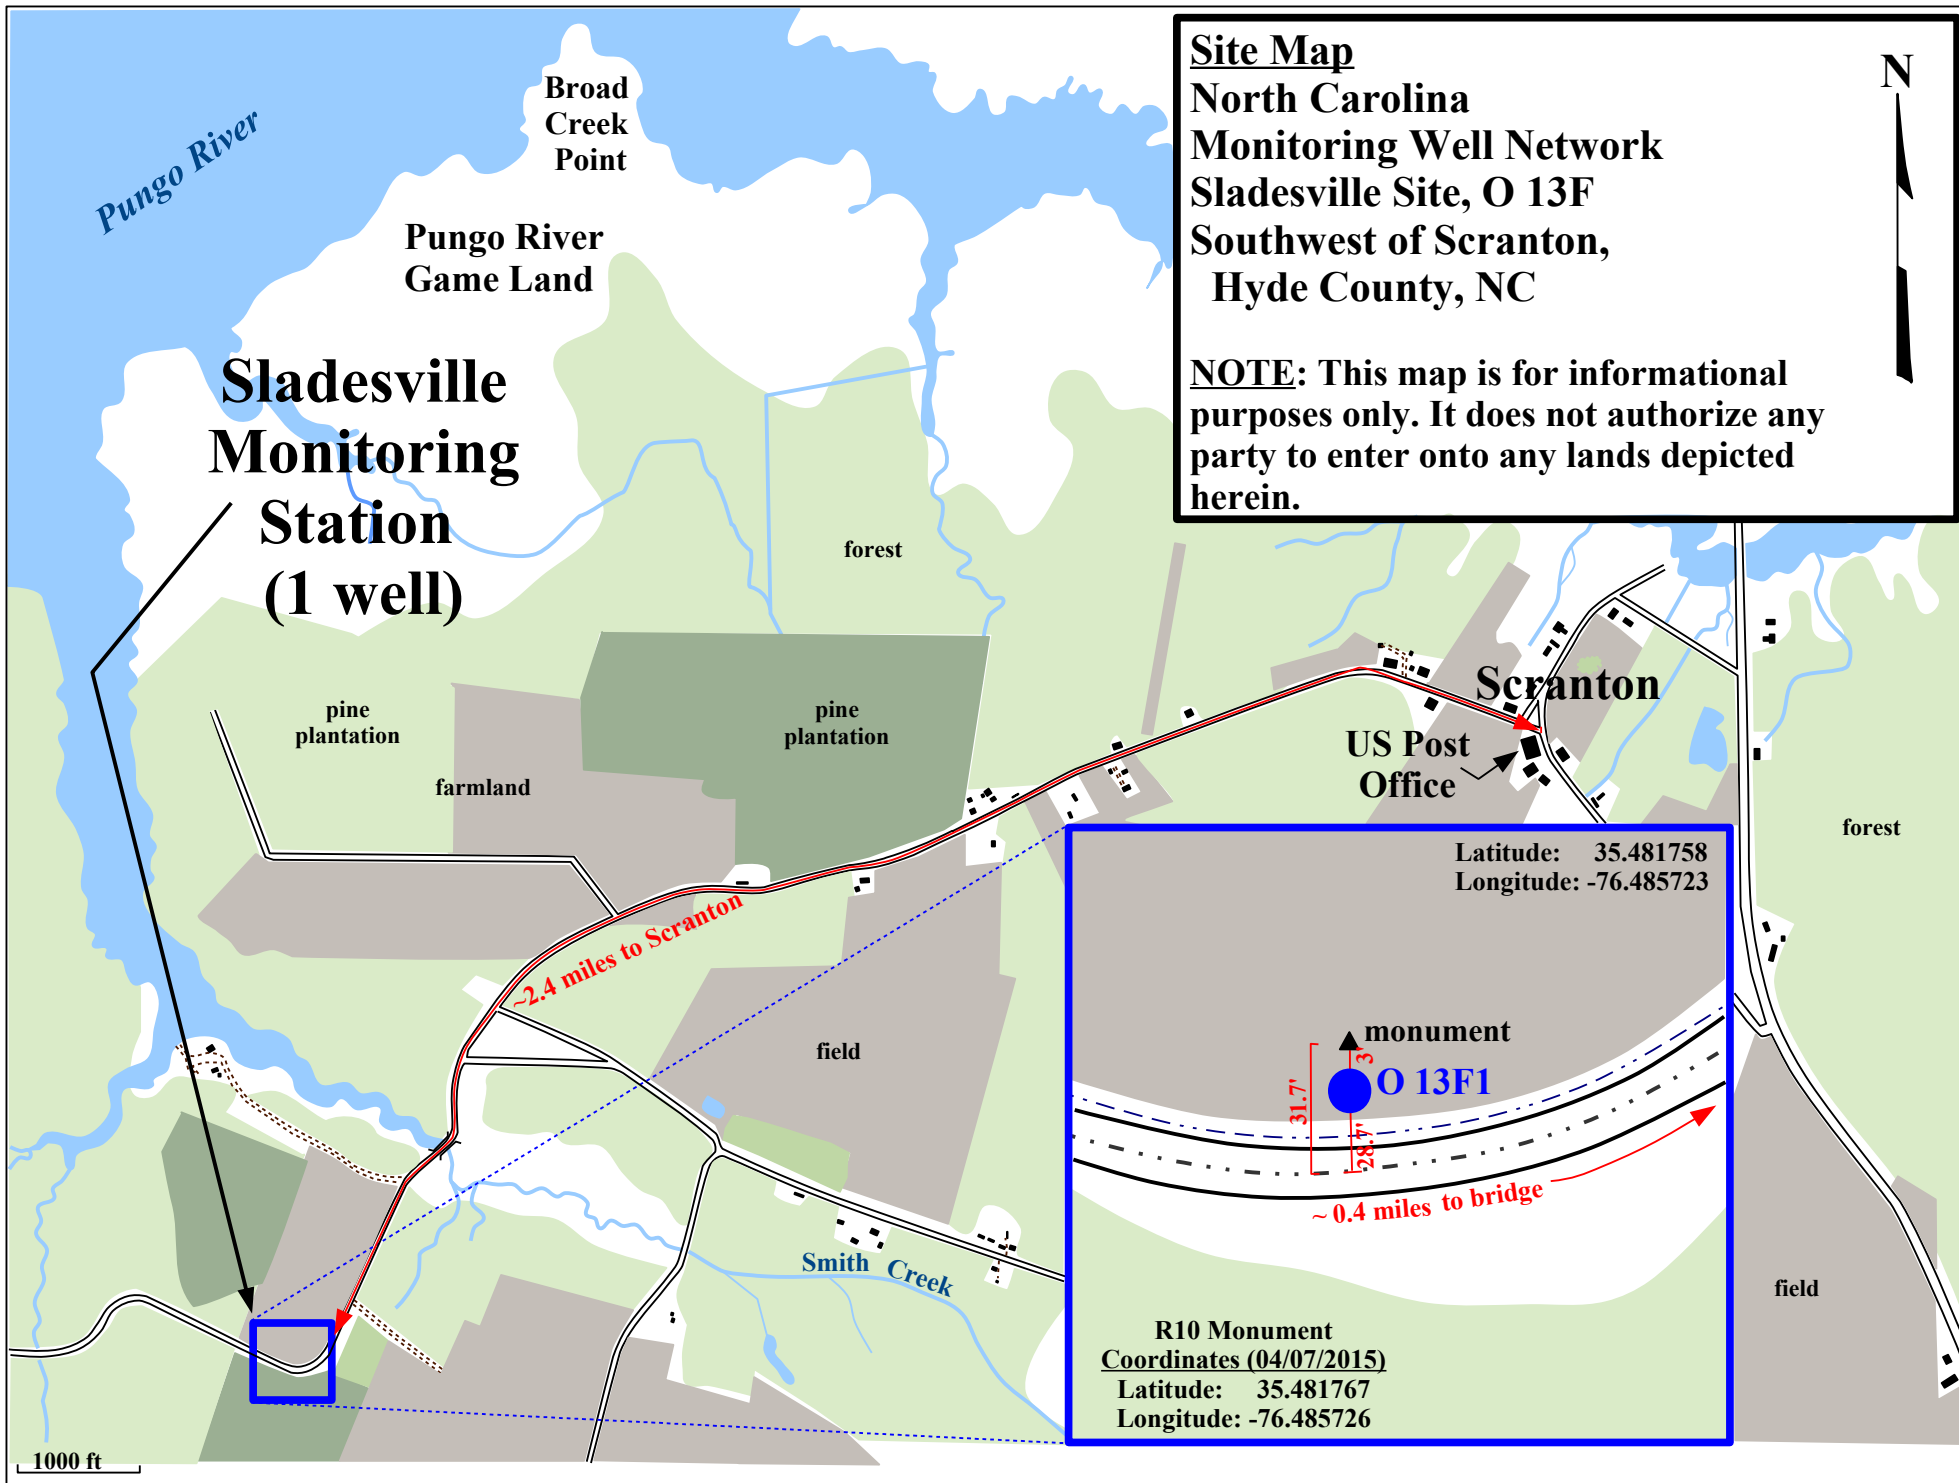 Site Map
North Carolina
Monitoring Well Network
Sladesville Site, O 13F
Southwest of Scranton,
Hyde County, NC
NOTE: This map is for informational
purposes only. It does not authorize any
party to enter onto any lands depicted
herein.
N
Pungo River
Broad
Creek
Point
Pungo River
Game Land
Sladesville
Monitoring
Station
(1 well)
forest
pine
plantation
pine
plantation
farmland
Scranton
US Post
Office
forest
~2.4 miles to Scranton
field
Smith Creek
field
Latitude: 35.481758
Longitude: -76.485723
monument
3'
O 13F1
31.7'
28.7'
~ 0.4 miles to bridge
R10 Monument
Coordinates (04/07/2015)
Latitude: 35.481767
Longitude: -76.485726
1000 ft